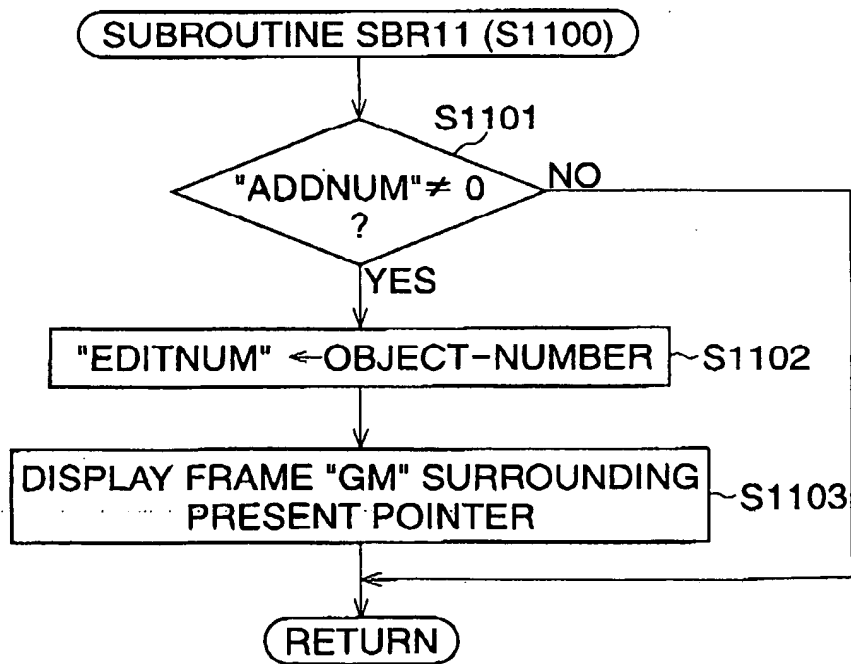 SUBROUTINE SBR11 (S1100)
S1101
"ADDNUM"≠ 0
?
NO
YES
"EDITNUM" ←OBJECT-NUMBER
S1102
DISPLAY FRAME "GM" SURROUNDING
PRESENT POINTER
S1103
RETURN